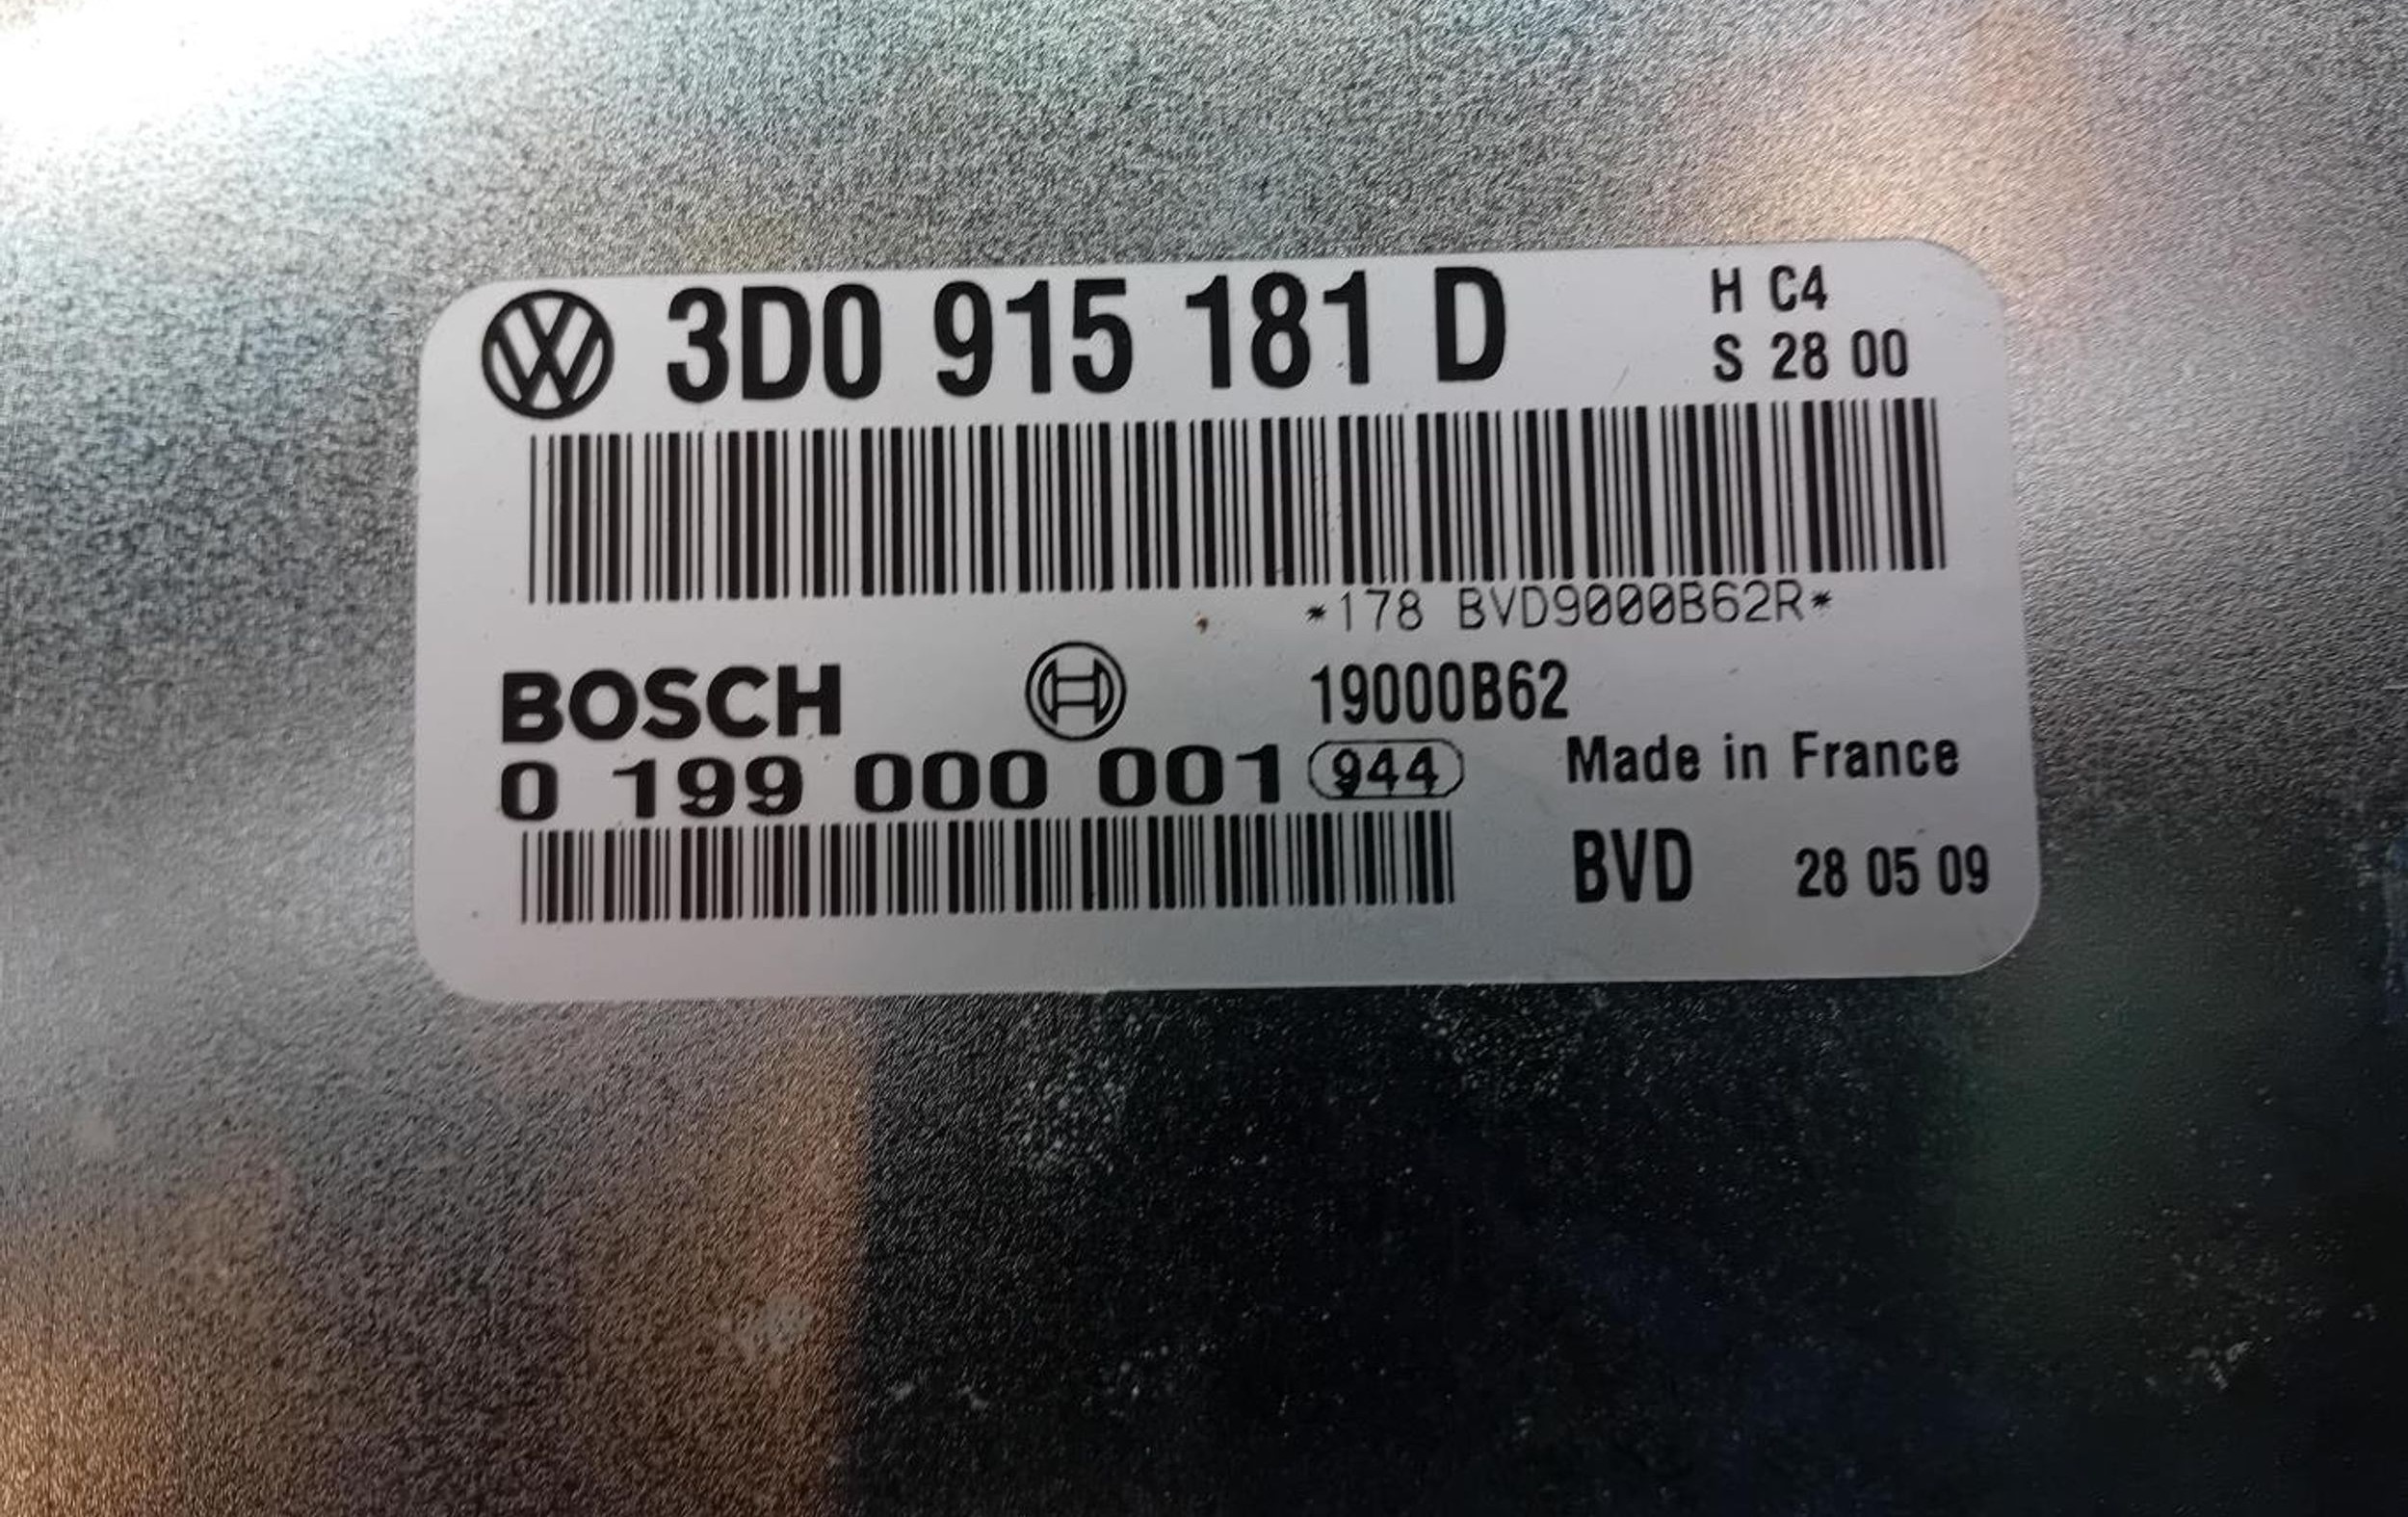 3D0 915 181 D
H C4
S 28 00
*178 BVD9000B62R*
BOSCH
19000B62
0 199 000 001 944
Made in France
BVD 28 05 09